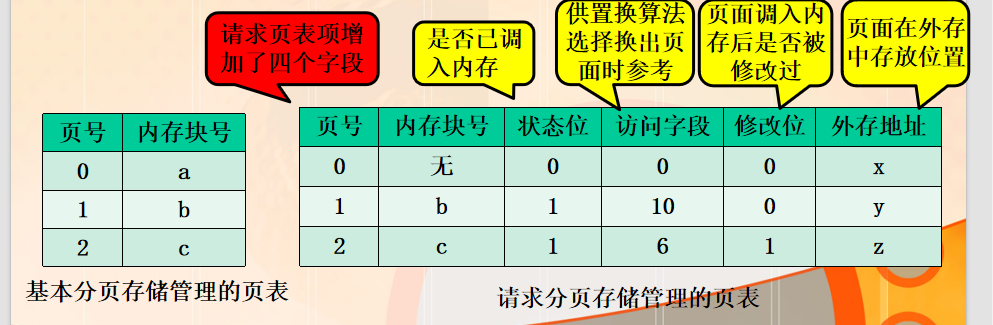 请求页表项增
加了四个字段
是否已调
入内存
供置换算法
选择换出页
面时参考
页面调入内
存后是否被
修改过
页面在外存
中存放位置
页号 内存块号
0 a
1 b
2 c
基本分页存储管理的页表
页号 内存块号 状态位 访问字段 修改位 外存地址
0 无 0 0 0 x
1 b 1 10 0 y
2 c 1 6 1 z
请求分页存储管理的页表